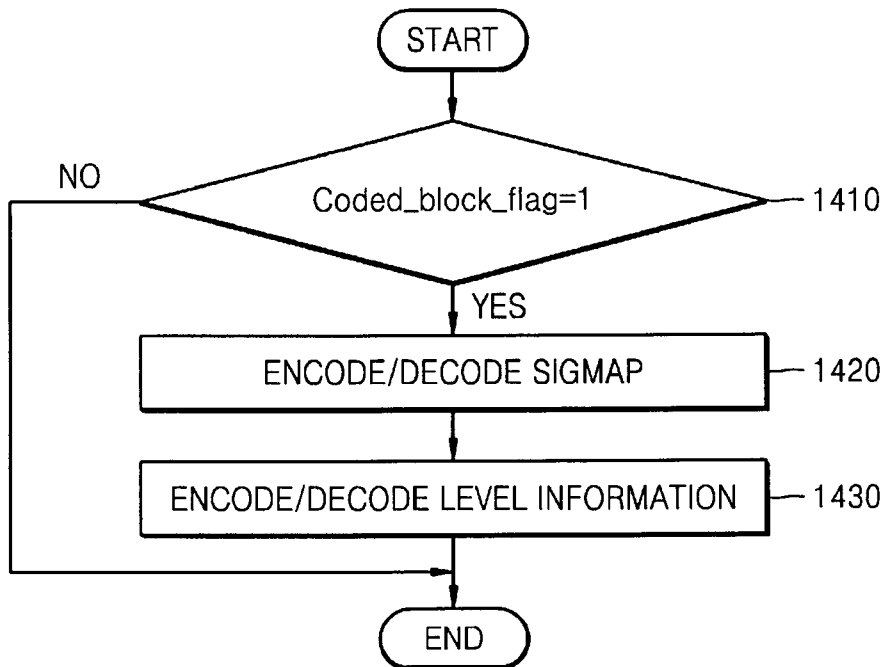 START
NO
Coded_block_flag=1
1410
YES
ENCODE/DECODE SIGMAP
1420
ENCODE/DECODE LEVEL INFORMATION
1430
END